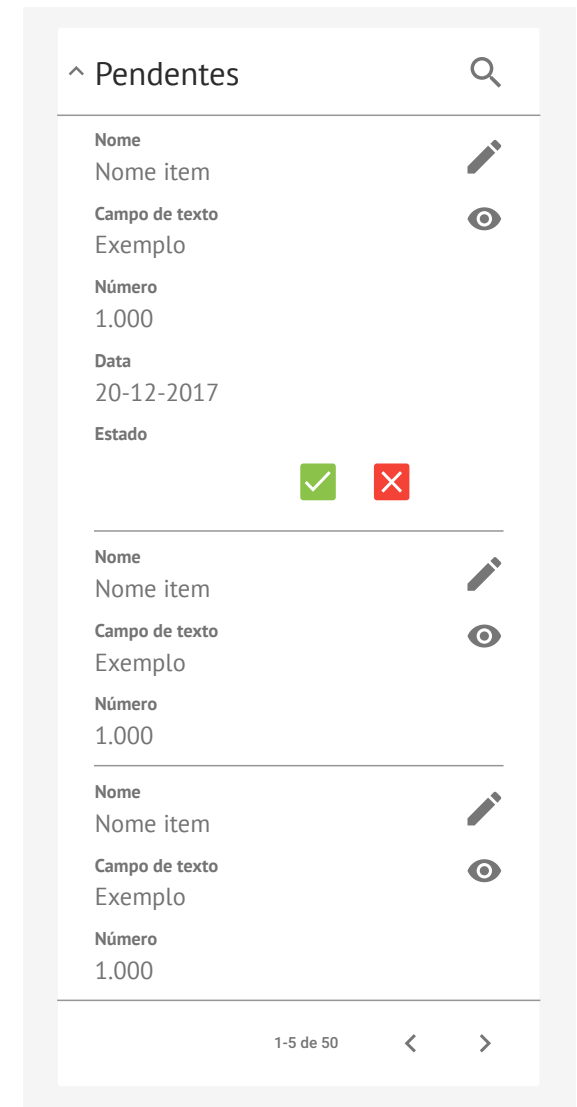 Pendentes
Nome
Nome item
Campo de texto
Exemplo
Número
1.000
Data
20-12-2017
Estado
Nome
Nome item
Campo de texto
Exemplo
Número
1.000
Nome
Nome item
Campo de texto
Exemplo
Número
1.000
1-5 de 50